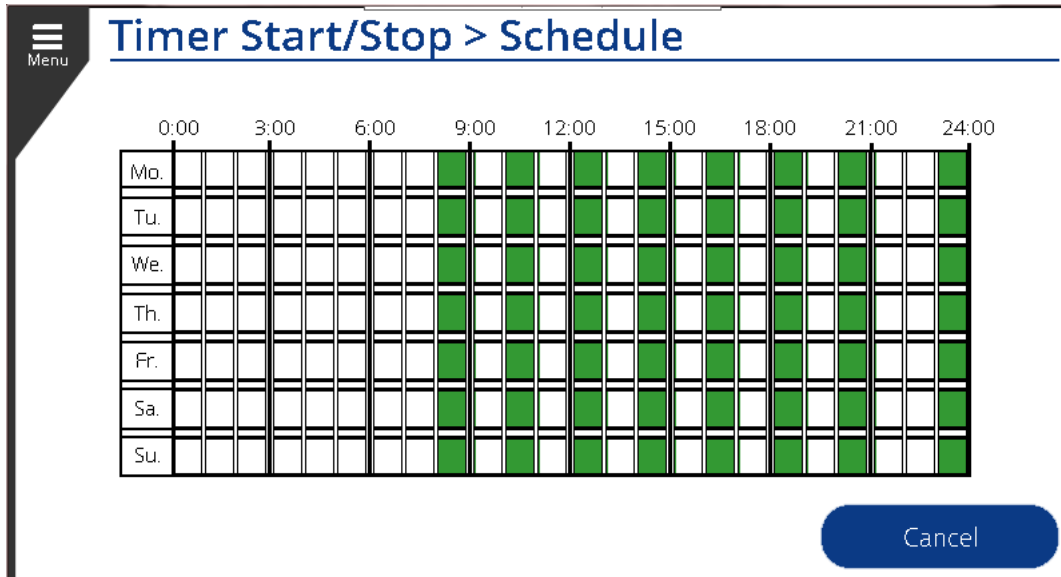 Timer Start/Stop > Schedule
Menu
0:00 3:00 6:00 9:00 12:00 15:00 18:00 21:00 24:00
Mo.
Tu.
We.
Th.
Fr.
Sa.
Su.
Cancel